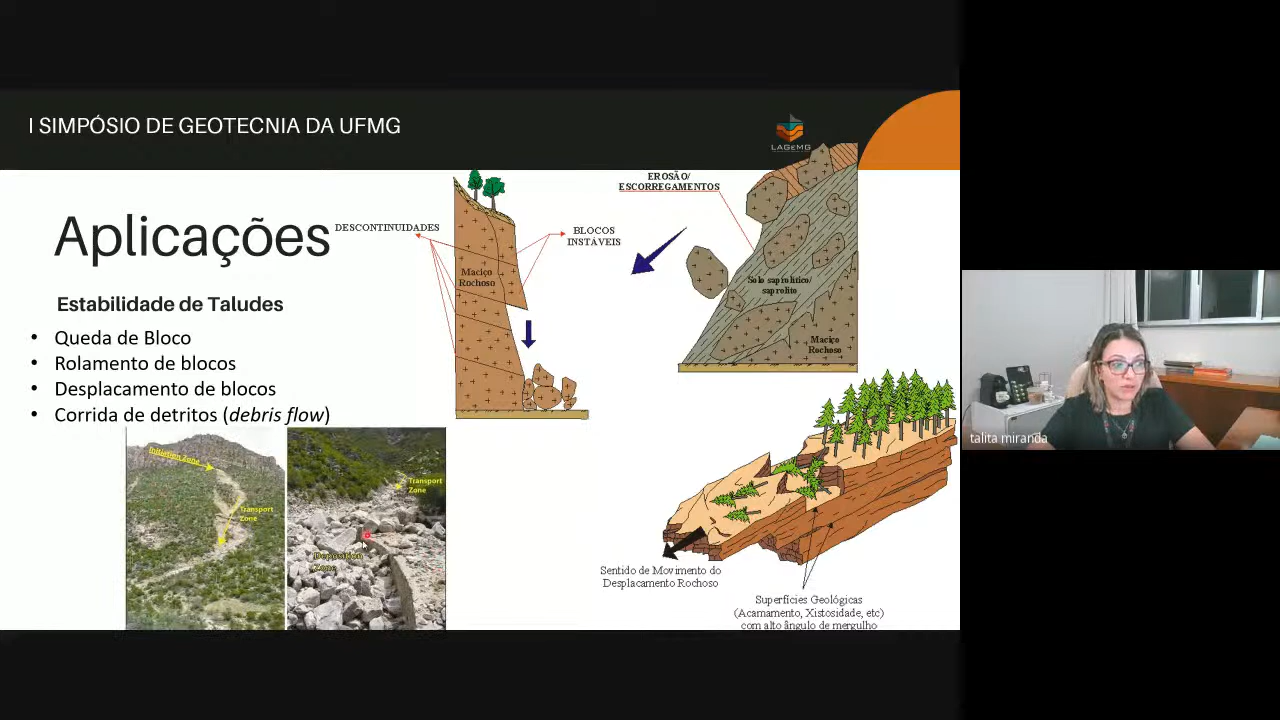 I SIMPÓSIO DE GEOTECNIA DA UFMG
LAGEMG
Aplicações
Estabilidade de Taludes
• Queda de Bloco
• Rolamento de blocos
• Desplacamento de blocos
• Corrida de detritos (debris flow)
DESCONTINUIDADES
BLOCOS
INSTÁVEIS
Maciço
Rochoso
EROSÃO/
ESCORREGAMENTOS
Solo saprolítico/
saprolito
Maciço
Rochoso
Initiation Zone
Transport
Zone
Transport
Zone
Deposition
Zone
Sentido de Movimento do
Desplacamento Rochoso
Superfícies Geológicas
(Acamamento, Xistosidade, etc)
com alto ângulo de mergulho
talita miranda